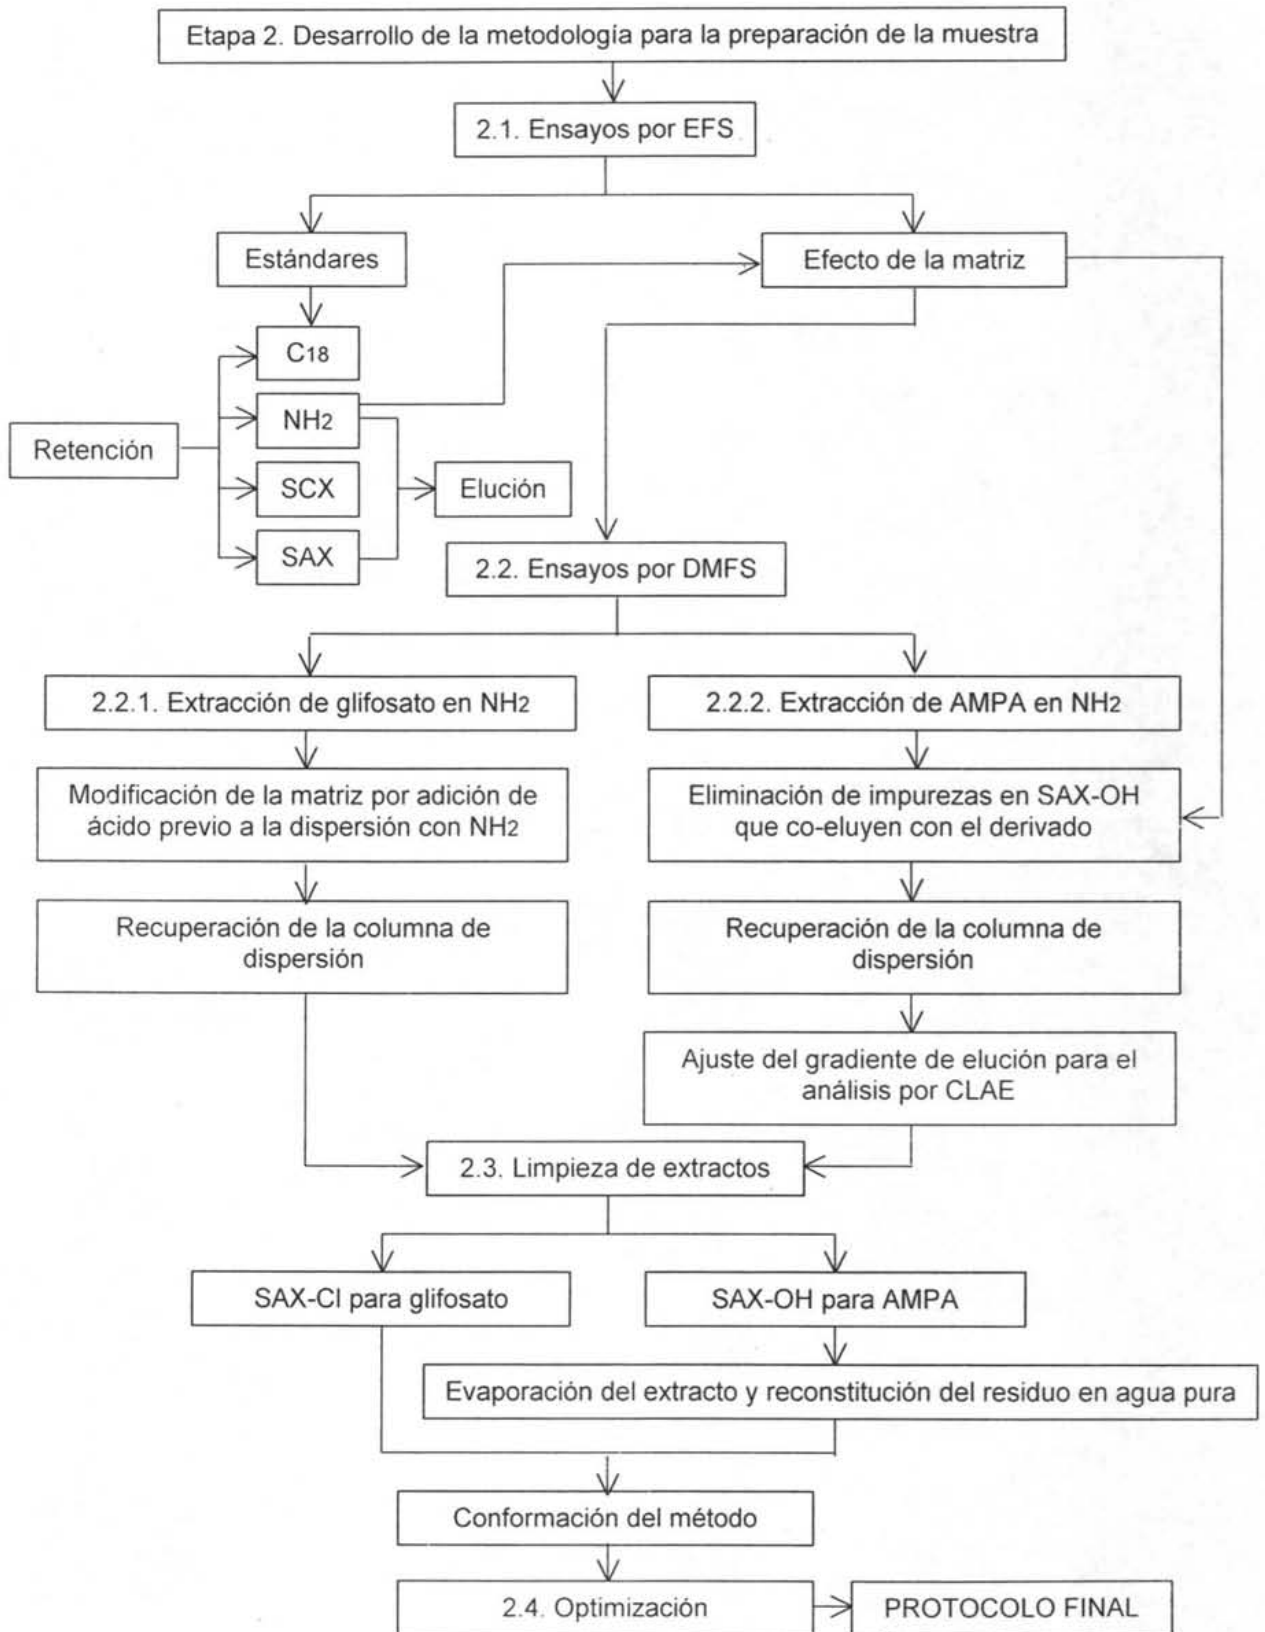 Etapa 2. Desarrollo de la metodología para la preparación de la muestra
2.1. Ensayos por EFS
Estándares
Efecto de la matriz
C18
NH2
Retención
SCX
Elución
SAX
2.2. Ensayos por DMFS
2.2.1. Extracción de glifosato en NH2
2.2.2. Extracción de AMPA en NH2
Modificación de la matriz por adición de
ácido previo a la dispersión con NH2
Eliminación de impurezas en SAX-OH
que co-eluyen con el derivado
Recuperación de la columna de
dispersión
Recuperación de la columna de
dispersión
Ajuste del gradiente de elución para el
análisis por CLAE
2.3. Limpieza de extractos
SAX-Cl para glifosato
SAX-OH para AMPA
Evaporación del extracto y reconstitución del residuo en agua pura
Conformación del método
2.4. Optimización
PROTOCOLO FINAL